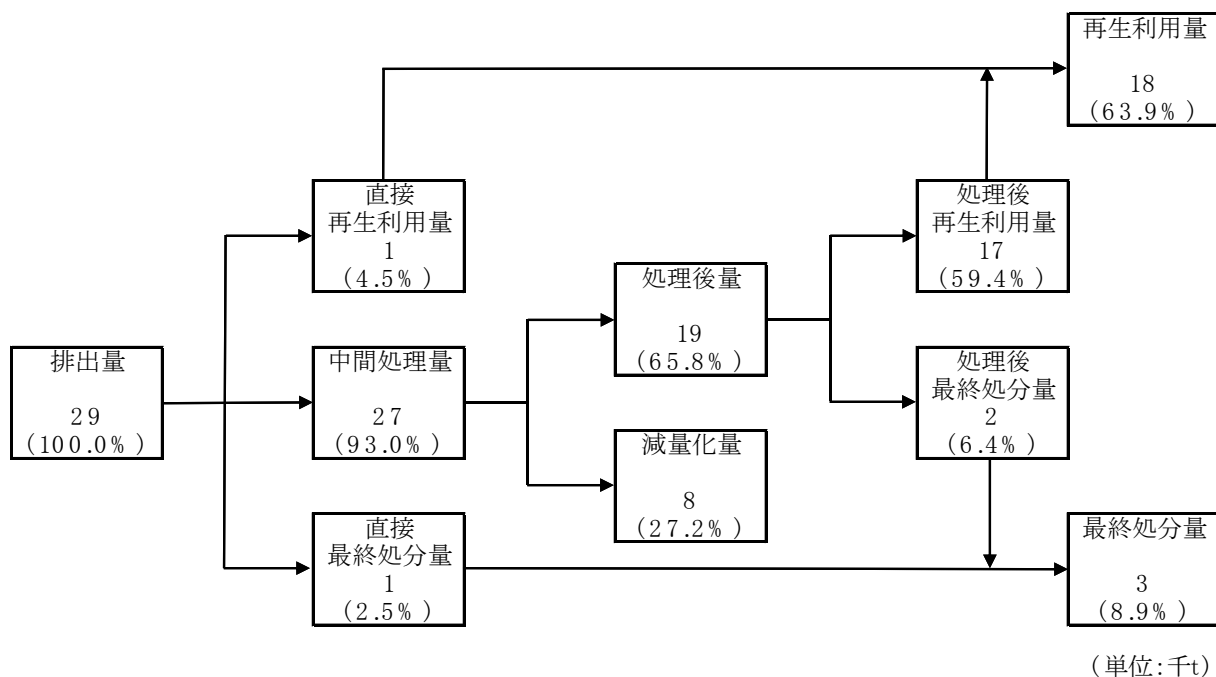 再生利用量
18
(63.9%)
直接
再生利用量
1
(4.5%)
処理後
再生利用量
17
(59.4%)
処理後量
19
(65.8%)
排出量
29
(100.0%)
中間処理量
27
(93.0%)
処理後
最終処分量
2
(6.4%)
減量化量
8
(27.2%)
直接
最終処分量
1
(2.5%)
最終処分量
3
(8.9%)
(単位:千t)